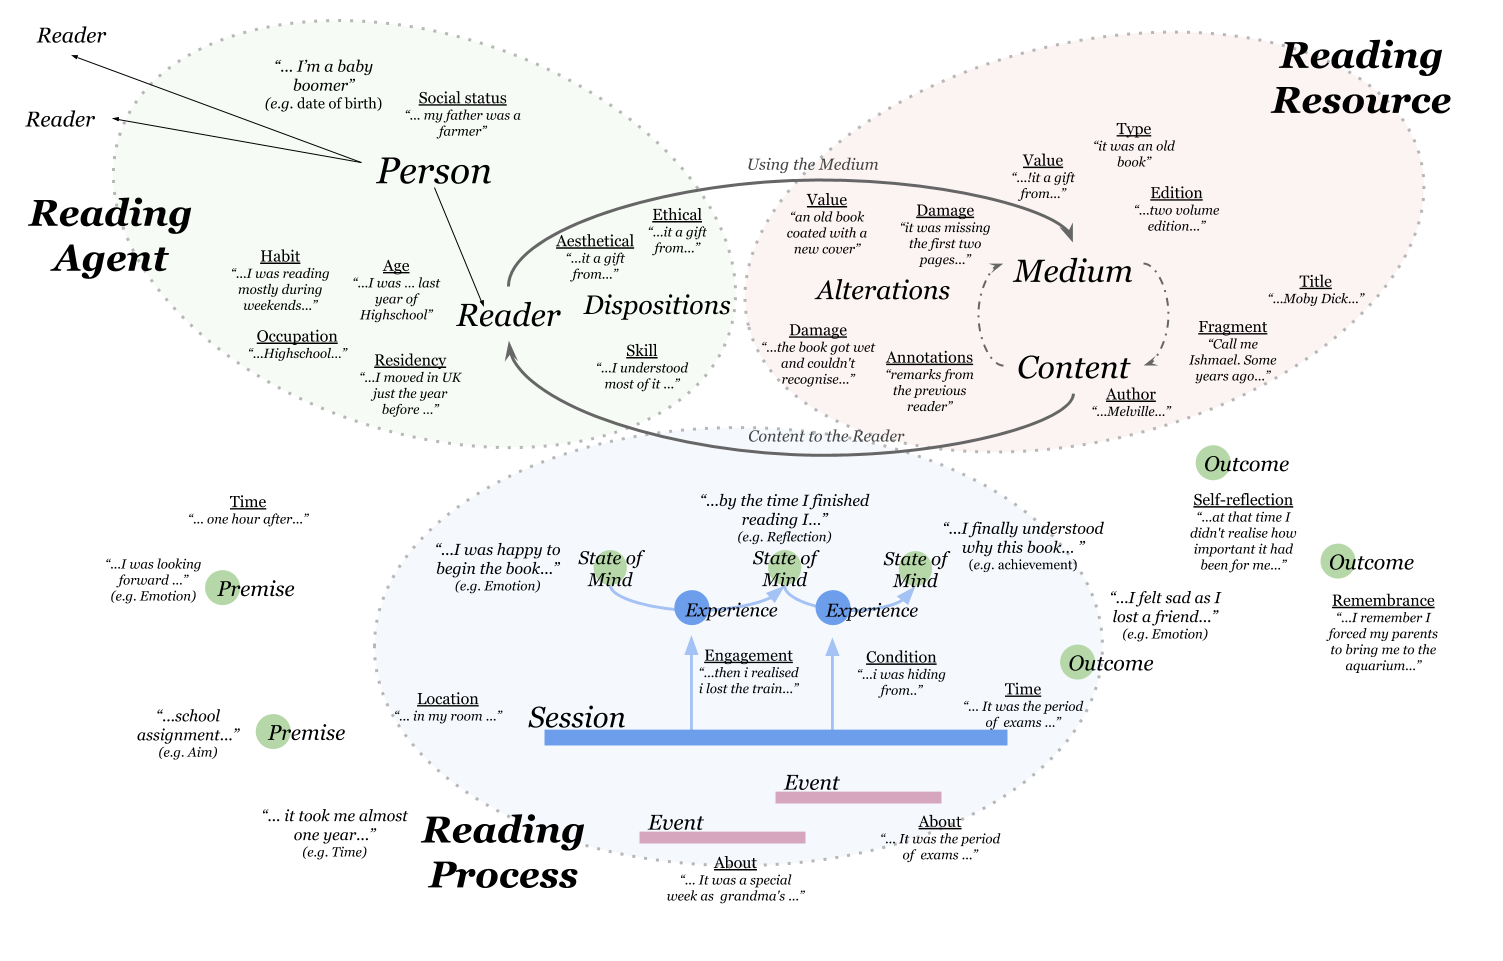 Reader
Reader
“... I’m a baby
boomer”
(e.g. date of birth)
Social status
“... my father was a
farmer”
Person
Reading
Agent
Habit
“...I was reading
mostly during
weekends...”
Age
“...I was ... last
year of
Highschool”
Occupation
“...Highschool...”
Residency
“...I moved in UK
just the year
before ...”
Reader
Aesthetical
“...it a gift
from...”
Ethical
“...it a gift
from...”
Dispositions
Skill
“...I understood
most of it ...”
Using the Medium
Content to the Reader
Reading
Resource
Type
“it was an old
book”
Value
“...!it a gift
from...”
Edition
“...two volume
edition...”
Value
“an old book
coated with a
new cover”
Damage
“it was missing
the first two
pages...”
Alterations
Medium
Damage
“...the book got wet
and couldn't
recognise...”
Annotations
“remarks from
the previous
reader”
Content
Title
“...Moby Dick...”
Fragment
“Call me
Ishmael. Some
years ago...”
Author
“...Melville...”
Time
“... one hour after...”
“...I was looking
forward ...”
(e.g. Emotion)
Premise
“...school
assignment...”
(e.g. Aim)
Premise
“... it took me almost
one year...”
(e.g. Time)
Reading
Process
“...I was happy to
begin the book...”
(e.g. Emotion)
State of
Mind
“...by the time I finished
reading I...”
(e.g. Reflection)
State of
Mind
“...I finally understood
why this book... ”
(e.g. achievement)
State of
Mind
Experience
Experience
Engagement
“...then i realised
i lost the train...”
Condition
“...i was hiding
from..”
Location
“... in my room ...”
Session
Time
“... It was the period
of exams ...”
Event
Event
About
“... It was the period
of exams ...”
About
“... It was a special
week as grandma's ...”
Outcome
Self-reflection
“...at that time I
didn't realise how
important it had
been for me...”
Outcome
Remembrance
“...I remember I
forced my parents
to bring me to the
aquarium...”
“...I felt sad as I
lost a friend...”
(e.g. Emotion)
Outcome